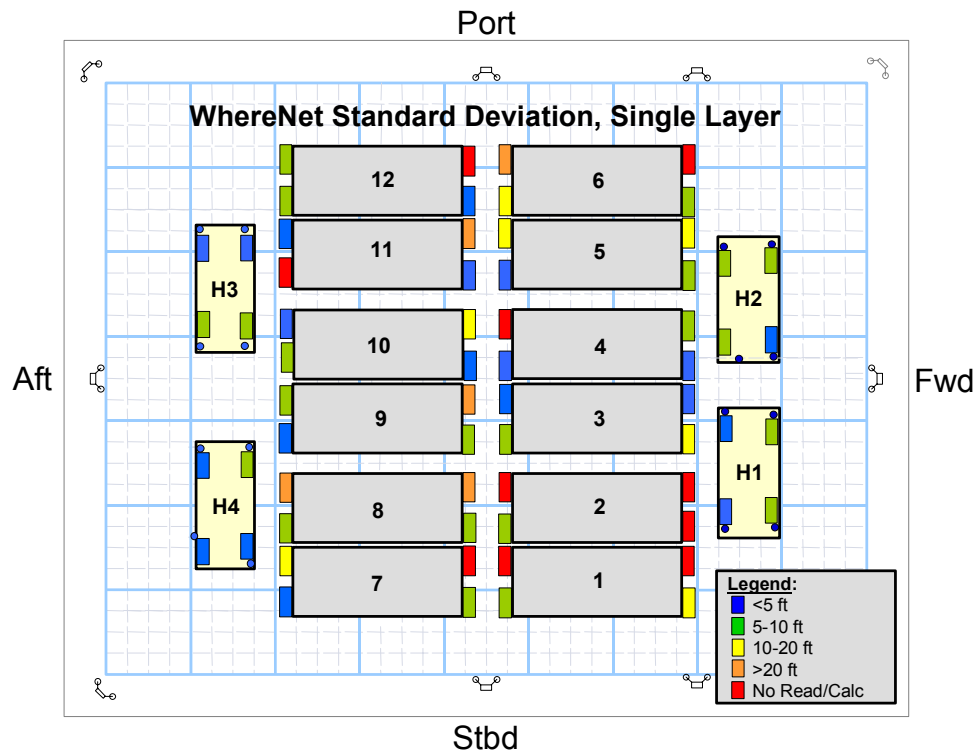 Port
WhereNet Standard Deviation, Single Layer
12
6
11
5
H3
H2
10
4
Aft
Fwd
9
3
H4
H1
8
2
7
1
Legend:
<5 ft
5-10 ft
10-20 ft
>20 ft
No Read/Calc
Stbd